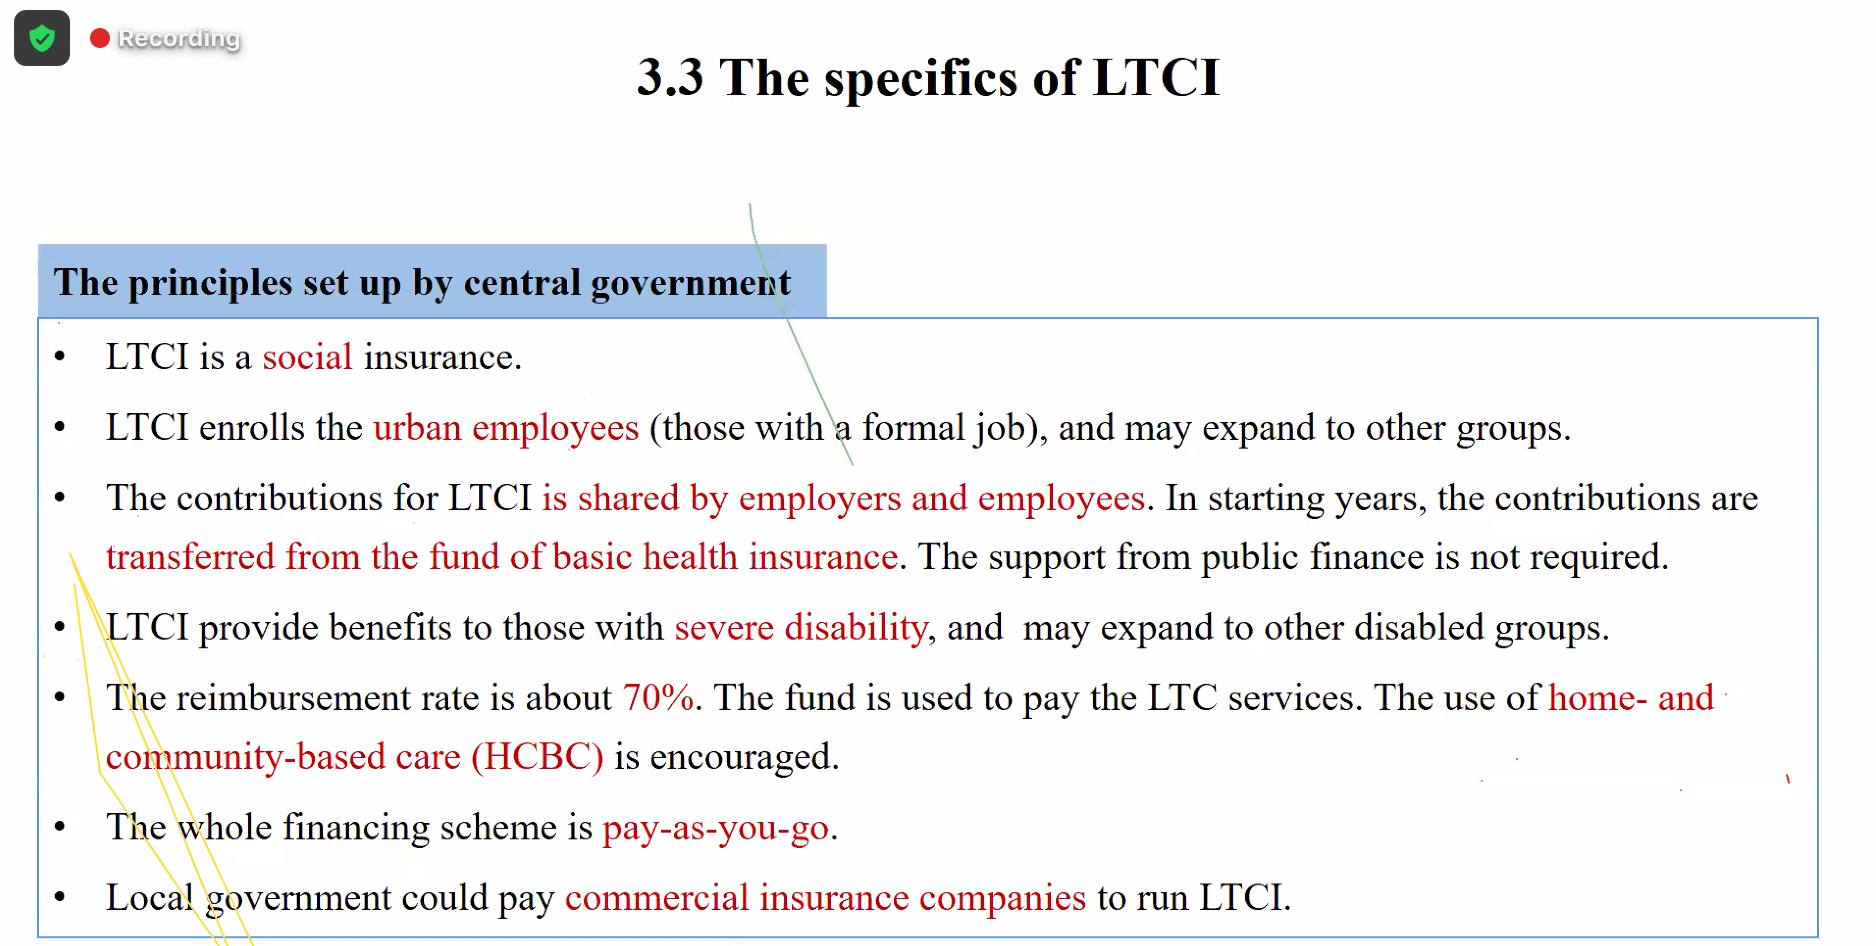 Recording
3.3 The specifics of LTCI
The principles set up by central government
• LTCI is a social insurance.
• LTCI enrolls the urban employees (those with a formal job), and may expand to other groups.
• The contributions for LTCI is shared by employers and employees. In starting years, the contributions are
transferred from the fund of basic health insurance. The support from public finance is not required.
• LTCI provide benefits to those with severe disability, and  may expand to other disabled groups.
• The reimbursement rate is about 70%. The fund is used to pay the LTC services. The use of home- and
community-based care (HCBC) is encouraged.
• The whole financing scheme is pay-as-you-go.
• Local government could pay commercial insurance companies to run LTCI.